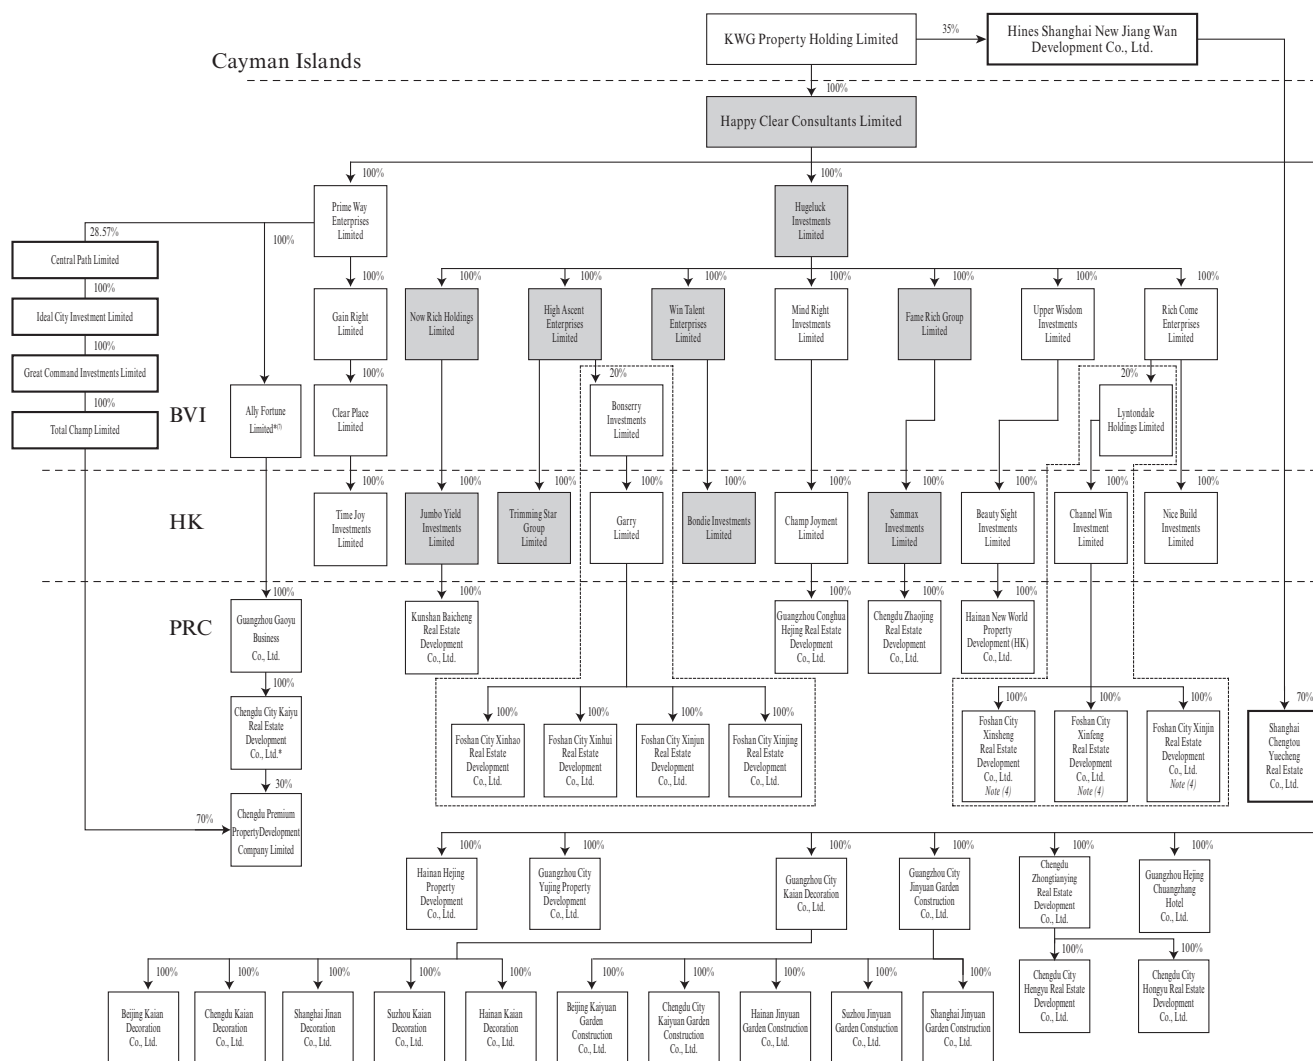 KWG Property Holding Limited
35%
Hines Shanghai New Jiang Wan
Development Co., Ltd.
Cayman Islands
100%
Happy Clear Consultants Limited
100%
100%
Prime Way
Enterprises
Limited
Hugeluck
Investments
Limited
28.57%
100%
Central Path Limited
100%
Ideal City Investment Limited
100%
Great Command Investments Limited
100%
Total Champ Limited
BVI
Ally Fortune
Limited*(7)
100%
Gain Right
Limited
100%
Clear Place
Limited
100%
Now Rich Holdings
Limited
100%
High Ascent
Enterprises
Limited
100%
Win Talent
Enterprises
Limited
100%
Mind Right
Investments
Limited
100%
Fame Rich Group
Limited
100%
Upper Wisdom
Investments
Limited
100%
Rich Come
Enterprises
Limited
20%
Bonserry
Investments
Limited
20%
Lyntondale
Holdings Limited
HK
100%
Time Joy
Investments
Limited
100%
Jumbo Yield
Investments
Limited
100%
Trimming Star
Group
Limited
100%
Garry
Limited
100%
Bondie Investments
Limited
100%
Champ Joyment
Limited
100%
Sammax
Investments
Limited
100%
Beauty Sight
Investments
Limited
100%
Channel Win
Investment
Limited
100%
Nice Build
Investments
Limited
PRC
100%
Guangzhou Gaoyu
Business
Co., Ltd.
100%
Kunshan Baicheng
Real Estate
Development
Co., Ltd.
100%
Guangzhou Conghua
Hejing Real Estate
Development
Co., Ltd.
100%
Chengdu Zhaojing
Real Estate
Development
Co., Ltd.
100%
Hainan New World
Property
Development (HK)
Co., Ltd.
100%
Chengdu City Kaiyu
Real Estate
Development
Co., Ltd.*
30%
70%
Chengdu Premium
PropertyDevelopment
Company Limited
100%
Foshan City Xinhao
Real Estate
Development
Co., Ltd.
100%
Foshan City Xinhui
Real Estate
Development
Co., Ltd.
100%
Foshan City Xinjun
Real Estate
Development
Co., Ltd.
100%
Foshan City Xinjing
Real Estate
Development
Co., Ltd.
100%
Foshan City
Xinsheng
Real Estate
Development
Co., Ltd.
Note (4)
100%
Foshan City
Xinfeng
Real Estate
Development
Co., Ltd.
Note (4)
100%
Foshan City Xinjin
Real Estate
Development
Co., Ltd.
Note (4)
70%
Shanghai
Chengtou
Yuecheng
Real Estate
Co., Ltd.
100%
Hainan Hejing
Property
Development
Co., Ltd.
100%
Guangzhou City
Yujing Property
Development
Co., Ltd.
100%
Guangzhou City
Kaian Decoration
Co., Ltd.
100%
Guangzhou City
Jinyuan Garden
Construction
Co., Ltd.
100%
Chengdu
Zhongtianying
Real Estate
Development
Co., Ltd.
100%
Guangzhou Hejing
Chuangzhang
Hotel
Co., Ltd.
100%
Beijing Kaian
Decoration
Co., Ltd.
100%
Chengdu Kaian
Decoration
Co., Ltd.
100%
Shanghai Jinan
Decoration
Co., Ltd.
100%
Suzhou Kaian
Decoration
Co., Ltd.
100%
Hainan Kaian
Decoration
Co., Ltd.
100%
Beijing Kaiyuan
Garden
Construction
Co., Ltd.
100%
Chengdu City
Kaiyuan Garden
Construction
Co., Ltd.
100%
Hainan Jinyuan
Garden Construction
Co., Ltd.
100%
Suzhou Jinyuan
Garden Constuction
Co., Ltd.
100%
Shanghai Jinyuan
Garden Construction
Co., Ltd.
100%
Chengdu City
Hengyu Real Estate
Development
Co., Ltd.
100%
Chengdu City
Hongyu Real Estate
Development
Co., Ltd.